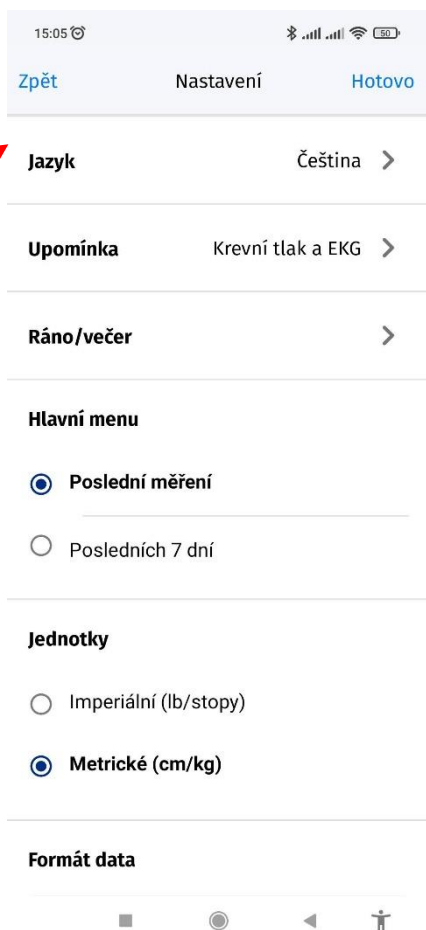 15:05 50
Zpět Nastavení Hotovo
Jazyk Čeština
Upomínka Krevní tlak a EKG
Ráno/večer
Hlavní menu
Poslední měření
Posledních 7 dní
Jednotky
Imperiální (lb/stopy)
Metrické (cm/kg)
Formát data